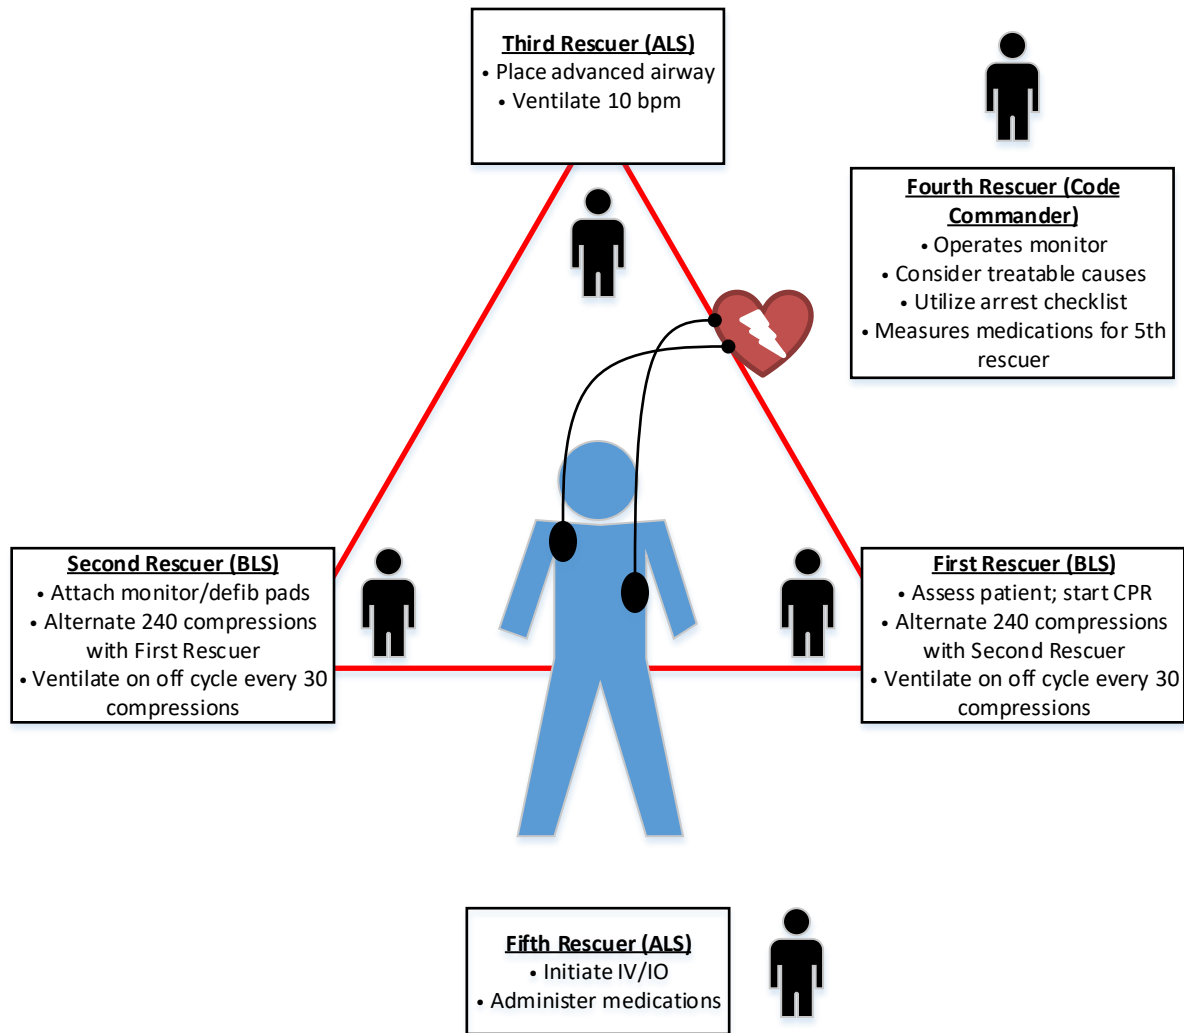 Third Rescuer (ALS)
• Place advanced airway
• Ventilate 10 bpm
Fourth Rescuer (Code
Commander)
• Operates monitor
• Consider treatable causes
• Utilize arrest checklist
• Measures medications for 5th
rescuer
Second Rescuer (BLS)
• Attach monitor/defib pads
• Alternate 240 compressions
with First Rescuer
• Ventilate on off cycle every 30
compressions
First Rescuer (BLS)
• Assess patient; start CPR
• Alternate 240 compressions
with Second Rescuer
• Ventilate on off cycle every 30
compressions
Fifth Rescuer (ALS)
• Initiate IV/IO
• Administer medications